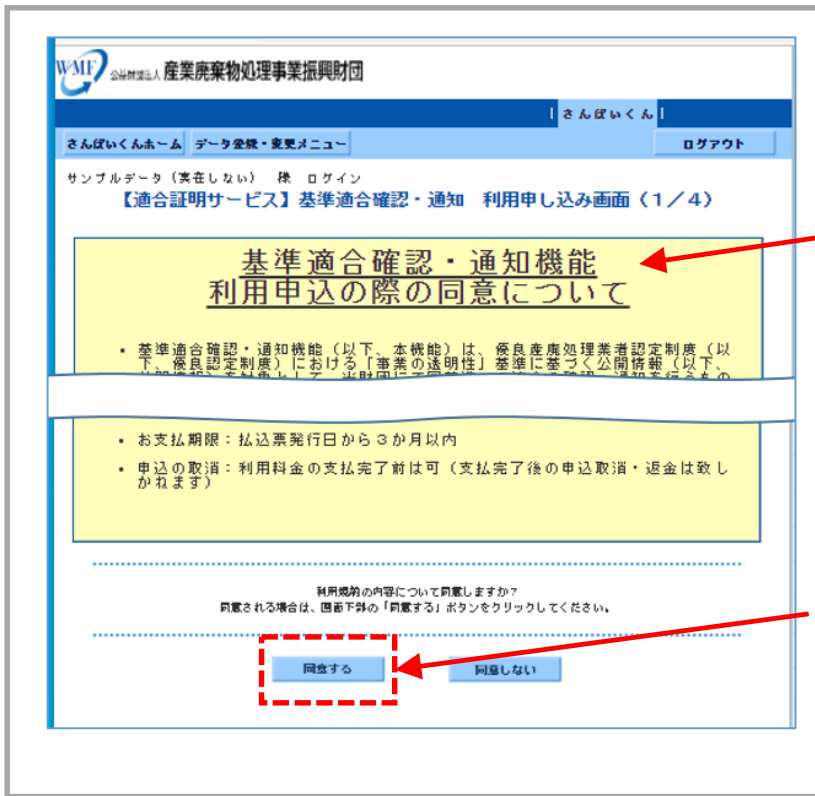 WMF 公益財団法人 産業廃棄物処理事業振興財団
| さんぱいくん |
さんぱいくんホーム データ登録・変更メニュー ログアウト
サンプルデータ（実在しない） 様 ログイン
【適合証明サービス】基準適合確認・通知 利用申し込み画面（1／4）
基準適合確認・通知機能
利用申込の際の同意について
・ 基準適合確認・通知機能（以下、本機能）は、優良産廃処理業者認定制度（以
下、優良認定制度）における「事業の透明性」基準に基づく公開情報（以下、
・ お支払期限：払込票発行日から３か月以内
・ 申込の取消：利用料金の支払完了前は可（支払完了後の申込取消・返金は致し
かねます）
利用規約の内容について同意しますか？
同意される場合は、画面下部の「同意する」ボタンをクリックしてください。
同意する 同意しない